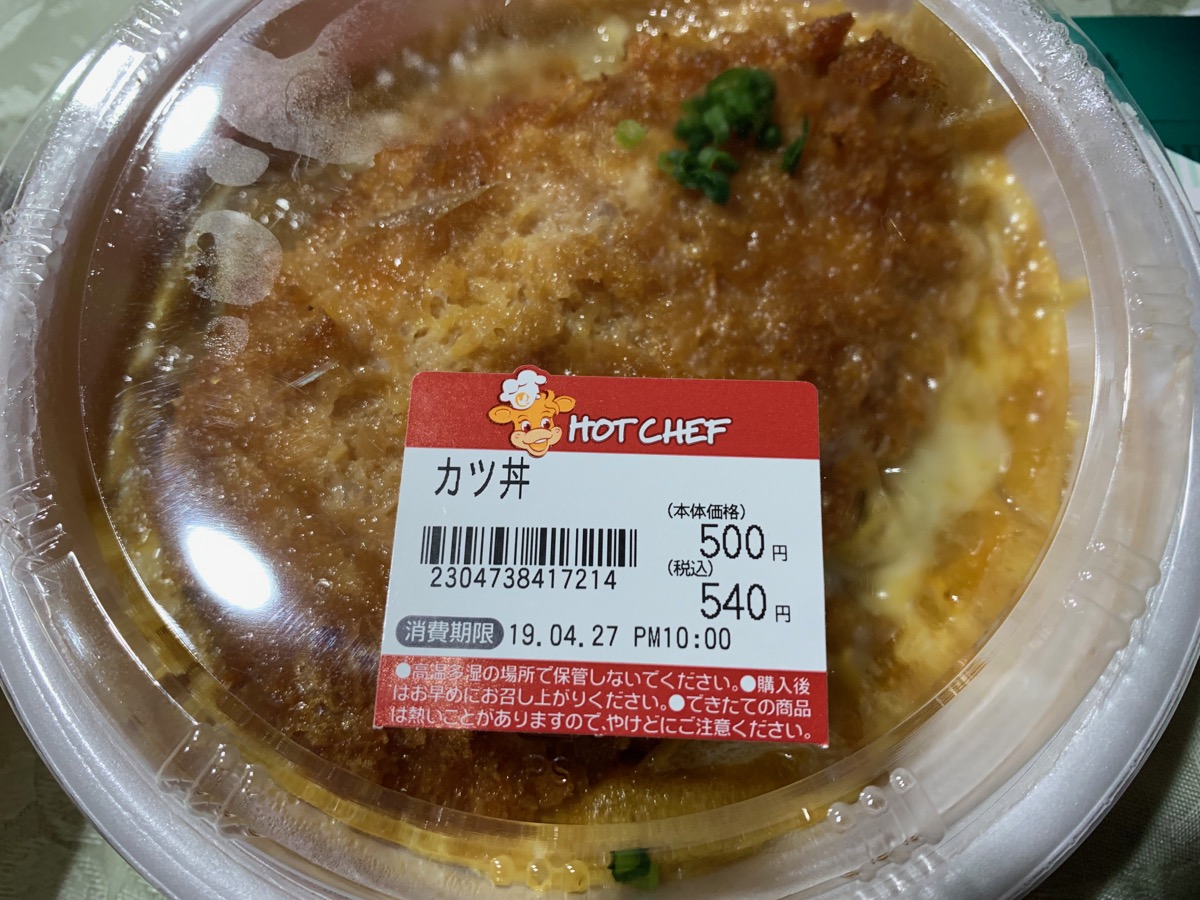 HOT CHEF
カツ丼
(本体価格)
500円
2304738417214
(税込)
540円
消費期限 19.04.27 PM10:00
●高温多湿の場所で保管しないでください。●購入後
はお早めにお召し上がりください。●できたての商品
は熱いことがありますので、やけどにご注意ください。